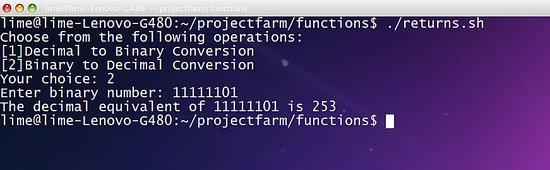 lime@lime-Lenovo-G480: ~/projectfarm/functions
lime@lime-Lenovo-G480:~/projectfarm/functions$ ./returns.sh
Choose from the following operations:
[1]Decimal to Binary Conversion
[2]Binary to Decimal Conversion
Your choice: 2
Enter binary number: 11111101
The decimal equivalent of 11111101 is 253
lime@lime-Lenovo-G480:~/projectfarm/functions$